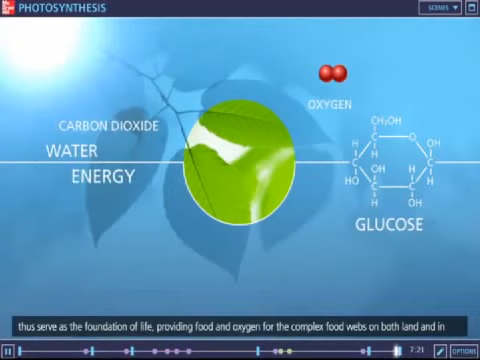 PHOTOSYNTHESIS
SCENES
OXYGEN
CARBON DIOXIDE
WATER
ENERGY
CH₂OH
H
O
OH
H
OH
H
H
HO
H
H
OH
GLUCOSE
thus serve as the foundation of life, providing food and oxygen for the complex food webs on both land and in
7:21
OPTIONS